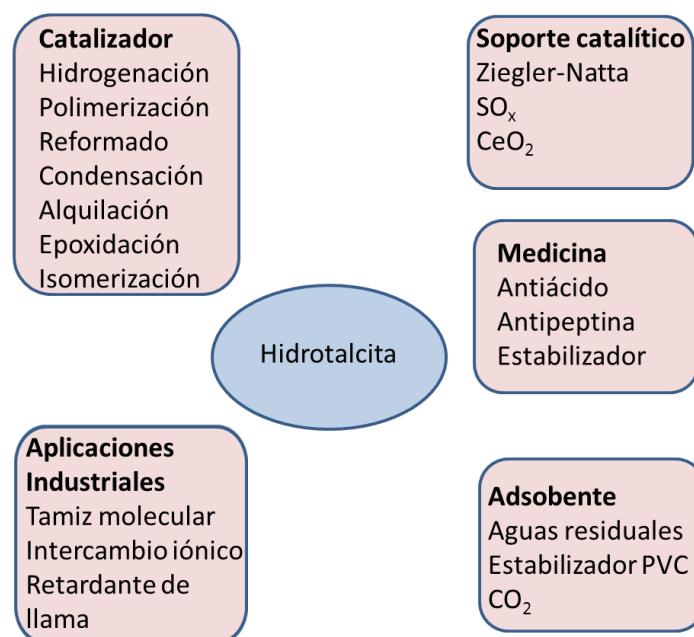 Catalizador
Hidrogenación
Polimerización
Reformado
Condensación
Alquilación
Epoxidación
Isomerización
Soporte catalítico
Ziegler-Natta
SOₓ
CeO₂
Medicina
Antiácido
Antipeptina
Estabilizador
Hidrotalcita
Aplicaciones
Industriales
Tamiz molecular
Intercambio iónico
Retardante de
llama
Adsobente
Aguas residuales
Estabilizador PVC
CO₂